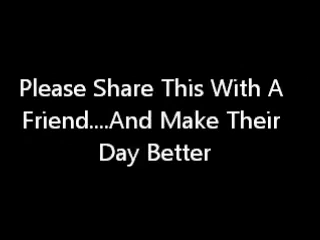 Please Share This With A
Friend....And Make Their
Day Better